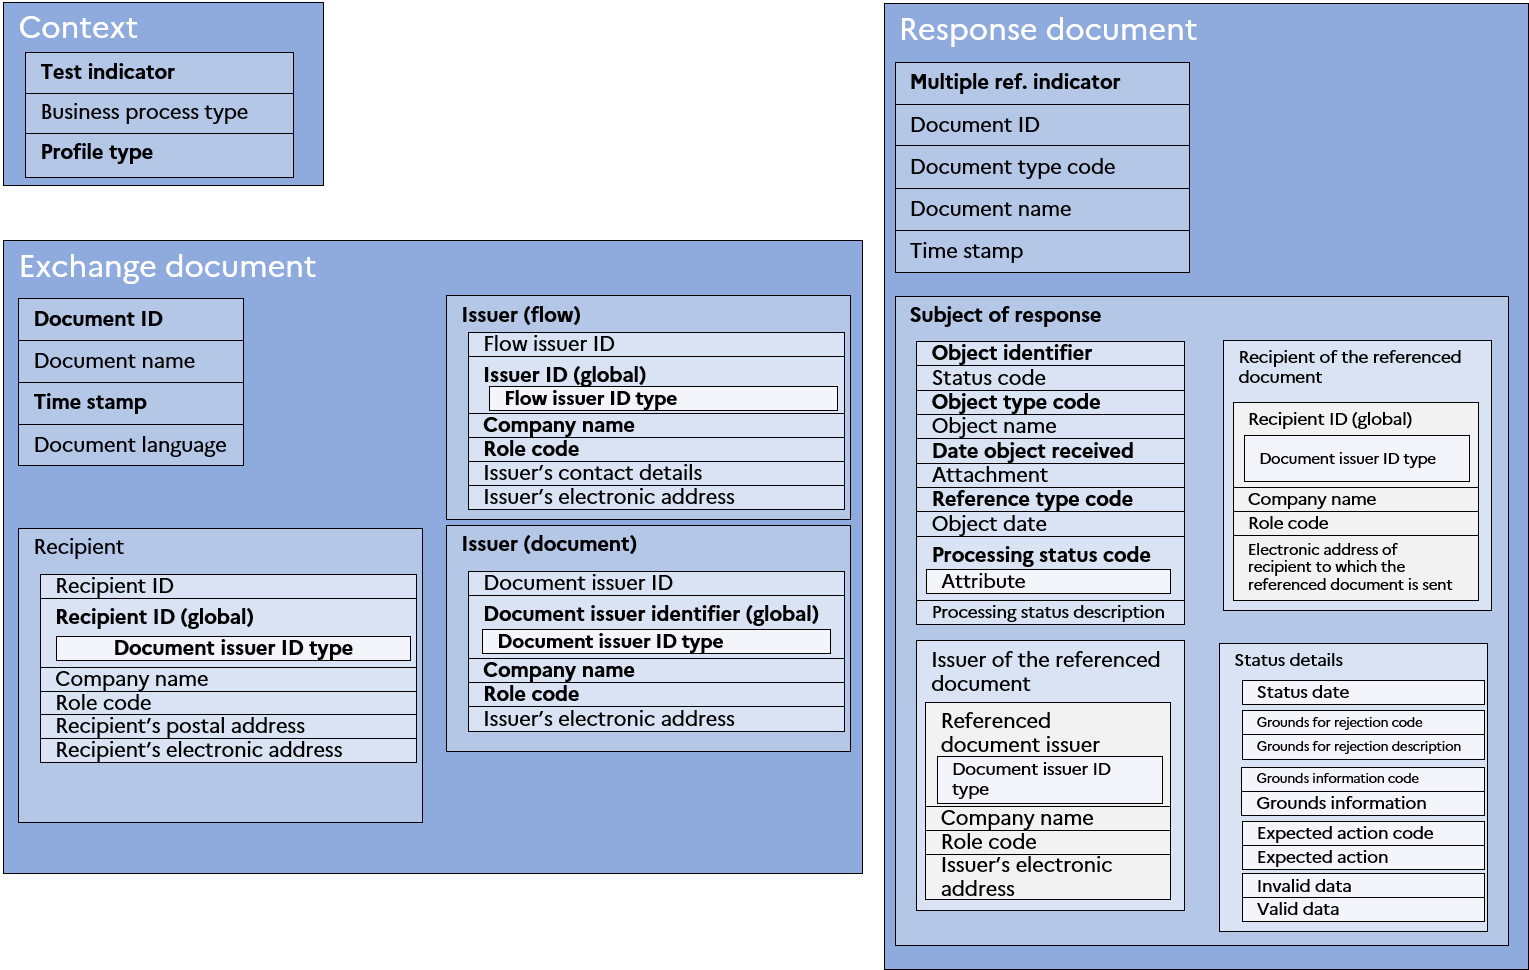 Context
Test indicator
Business process type
Profile type
Exchange document
Document ID
Document name
Time stamp
Document language
Issuer (flow)
Flow issuer ID
Issuer ID (global)
Flow issuer ID type
Company name
Role code
Issuer’s contact details
Issuer’s electronic address
Recipient
Recipient ID
Recipient ID (global)
Document issuer ID type
Company name
Role code
Recipient’s postal address
Recipient’s electronic address
Issuer (document)
Document issuer ID
Document issuer identifier (global)
Document issuer ID type
Company name
Role code
Issuer’s electronic address
Response document
Multiple ref. indicator
Document ID
Document type code
Document name
Time stamp
Subject of response
Object identifier
Status code
Object type code
Object name
Date object received
Attachment
Reference type code
Object date
Processing status code
Attribute
Processing status description
Recipient of the referenced
document
Recipient ID (global)
Document issuer ID type
Company name
Role code
Electronic address of
recipient to which the
referenced document is sent
Issuer of the referenced
document
Referenced
document issuer
Document issuer ID
type
Company name
Role code
Issuer’s electronic
address
Status details
Status date
Grounds for rejection code
Grounds for rejection description
Grounds information code
Grounds information
Expected action code
Expected action
Invalid data
Valid data